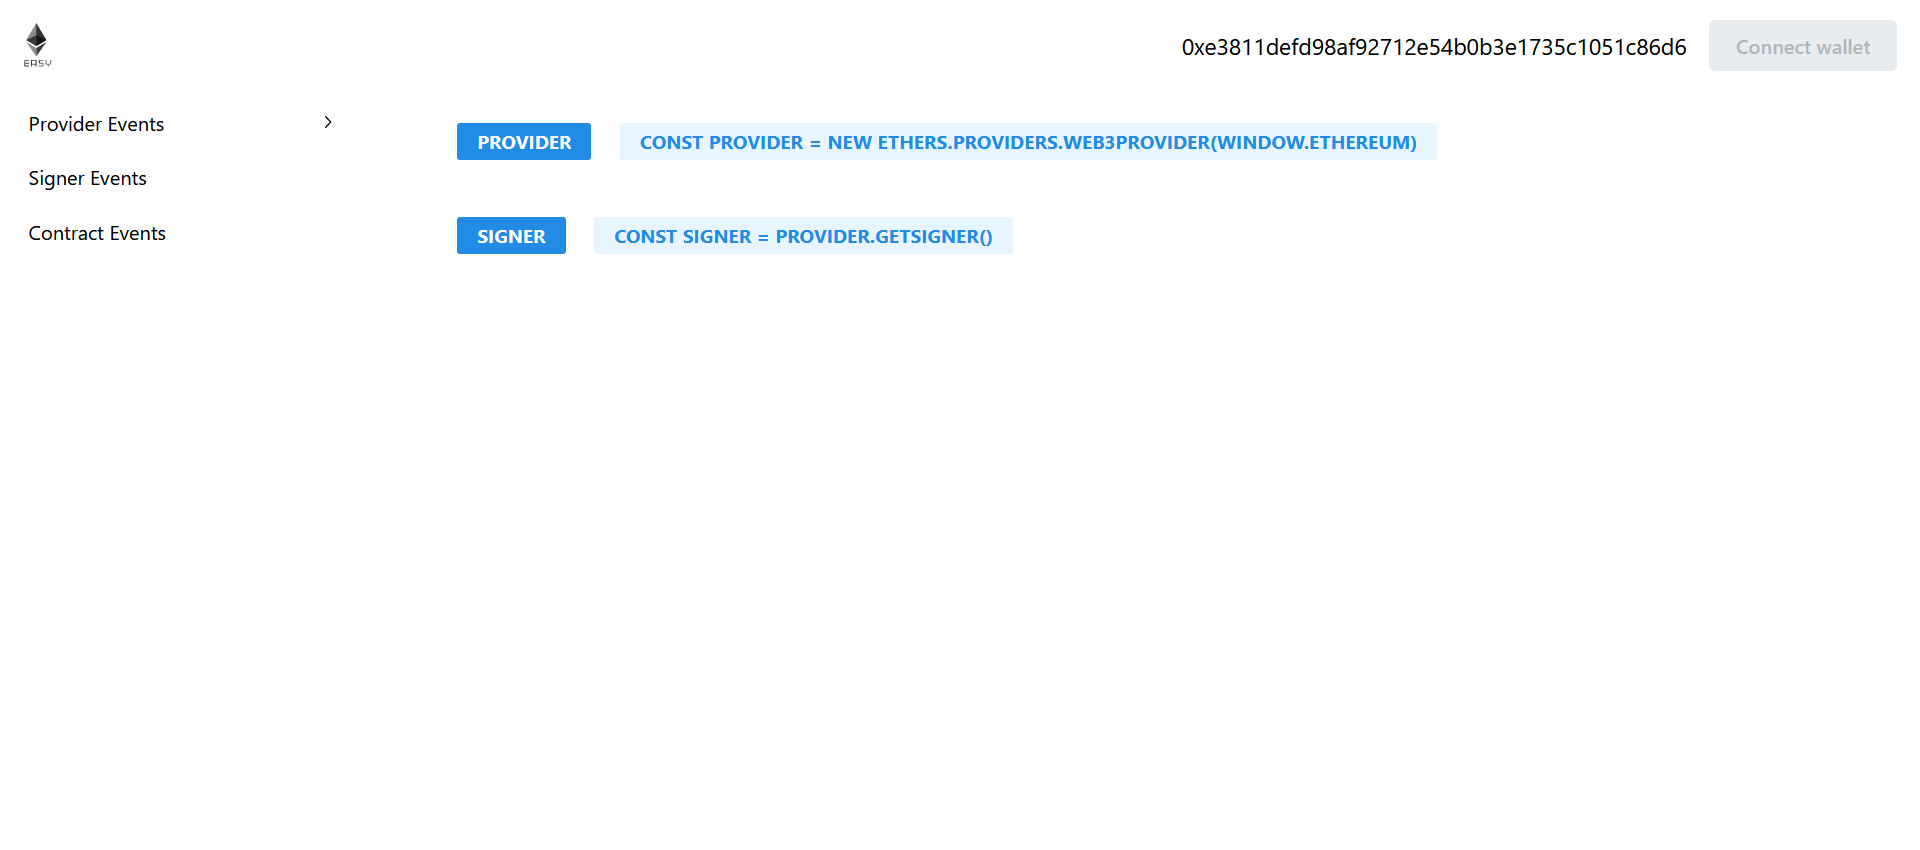 EASY
0xe3811defd98af92712e54b0b3e1735c1051c86d6
Connect wallet
Provider Events
Signer Events
Contract Events
PROVIDER
CONST PROVIDER = NEW ETHERS.PROVIDERS.WEB3PROVIDER(WINDOW.ETHEREUM)
SIGNER
CONST SIGNER = PROVIDER.GETSIGNER()